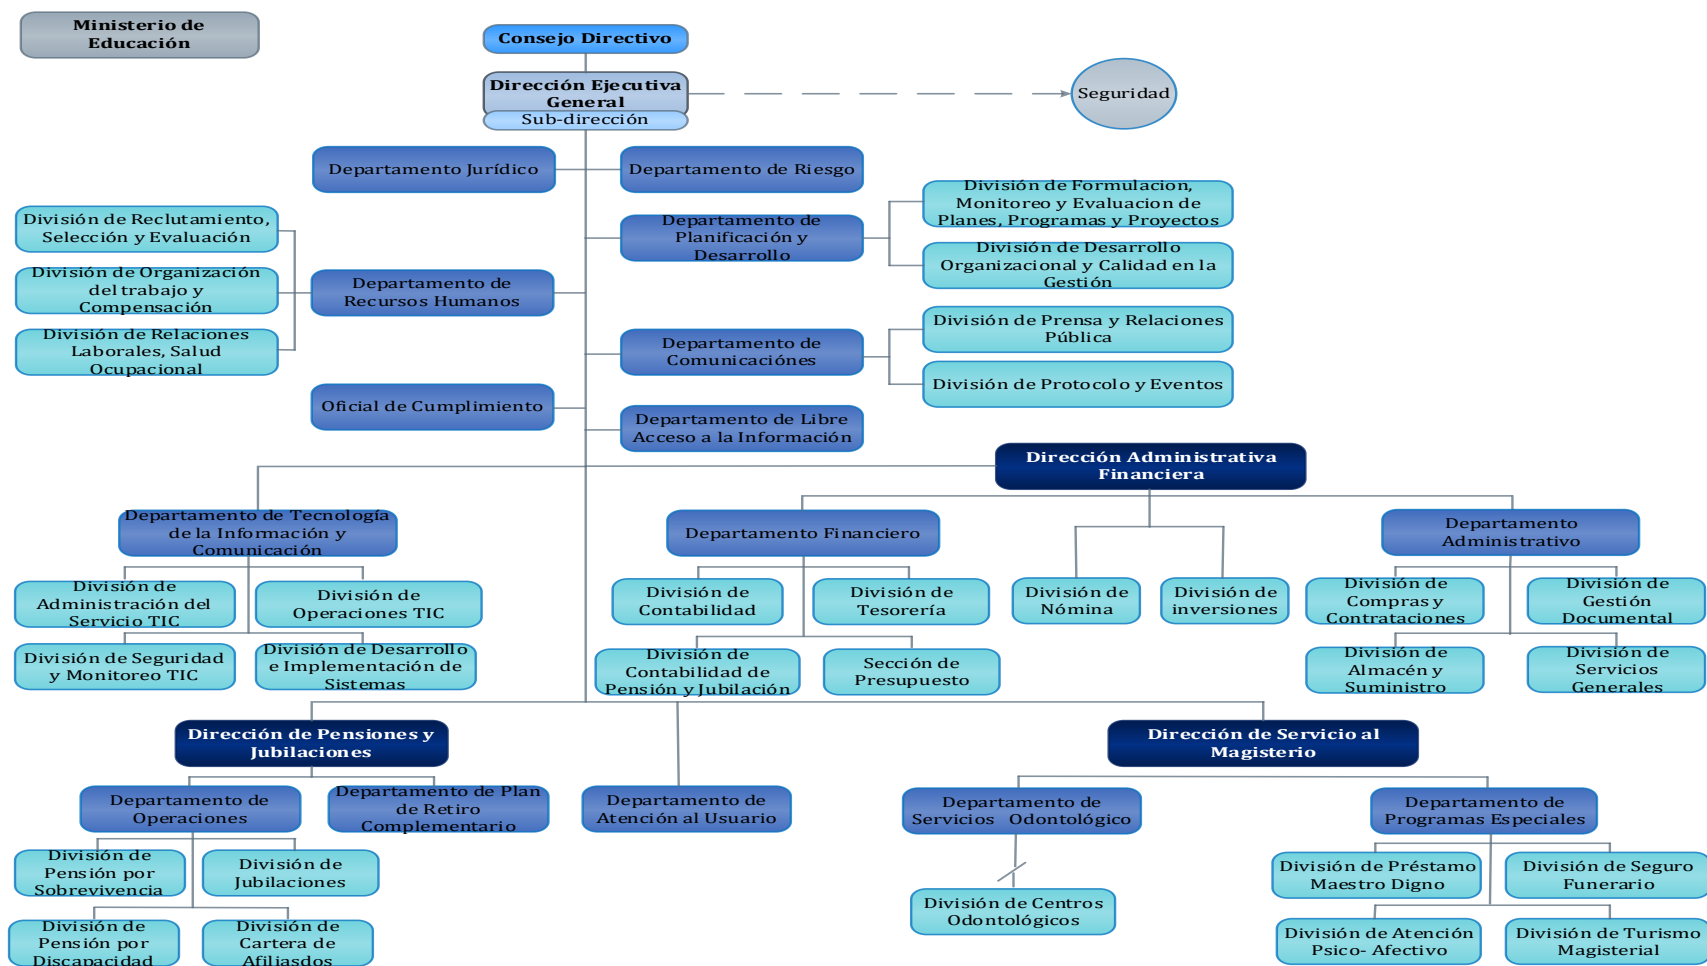 Ministerio de
Educación
Consejo Directivo
Dirección Ejecutiva
General
Sub-dirección
Seguridad
Departamento Jurídico
Departamento de Riesgo
División de Formulacion,
Monitoreo y Evaluacion de
Planes, Programas y Proyectos
División de Reclutamiento,
Selección y Evaluación
Departamento de
Planificación y
Desarrollo
División de Desarrollo
Organizacional y Calidad en la
Gestión
División de Organización
del trabajo y
Compensación
Departamento de
Recursos Humanos
División de Prensa y Relaciones
Pública
División de Relaciones
Laborales, Salud
Ocupacional
Departamento de
Comunicaciónes
División de Protocolo y Eventos
Oficial de Cumplimiento
Departamento de Libre
Acceso a la Información
Dirección Administrativa
Financiera
Departamento de Tecnología
de la Información y
Comunicación
Departamento Financiero
Departamento
Administrativo
División de
Administración del
Servicio TIC
División de
Operaciones TIC
División de
Contabilidad
División de
Tesorería
División de
Nómina
División de
inversiones
División de
Compras y
Contrataciones
División de
Gestión
Documental
División de Seguridad
y Monitoreo TIC
División de Desarrollo
e Implementación de
Sistemas
División de
Contabilidad de
Pensión y Jubilación
Sección de
Presupuesto
División de
Almacén y
Suministro
División de
Servicios
Generales
Dirección de Pensiones y
Jubilaciones
Dirección de Servicio al
Magisterio
Departamento de
Operaciones
Departamento de Plan
de Retiro
Complementario
Departamento de
Atención al Usuario
Departamento de
Servicios Odontológico
Departamento de
Programas Especiales
División de
Pensión por
Sobrevivencia
División de
Jubilaciones
División de Préstamo
Maestro Digno
División de Seguro
Funerario
División de Centros
Odontológicos
División de
Pensión por
Discapacidad
División de
Cartera de
Afiliasdos
División de Atención
Psico- Afectivo
División de Turismo
Magisterial